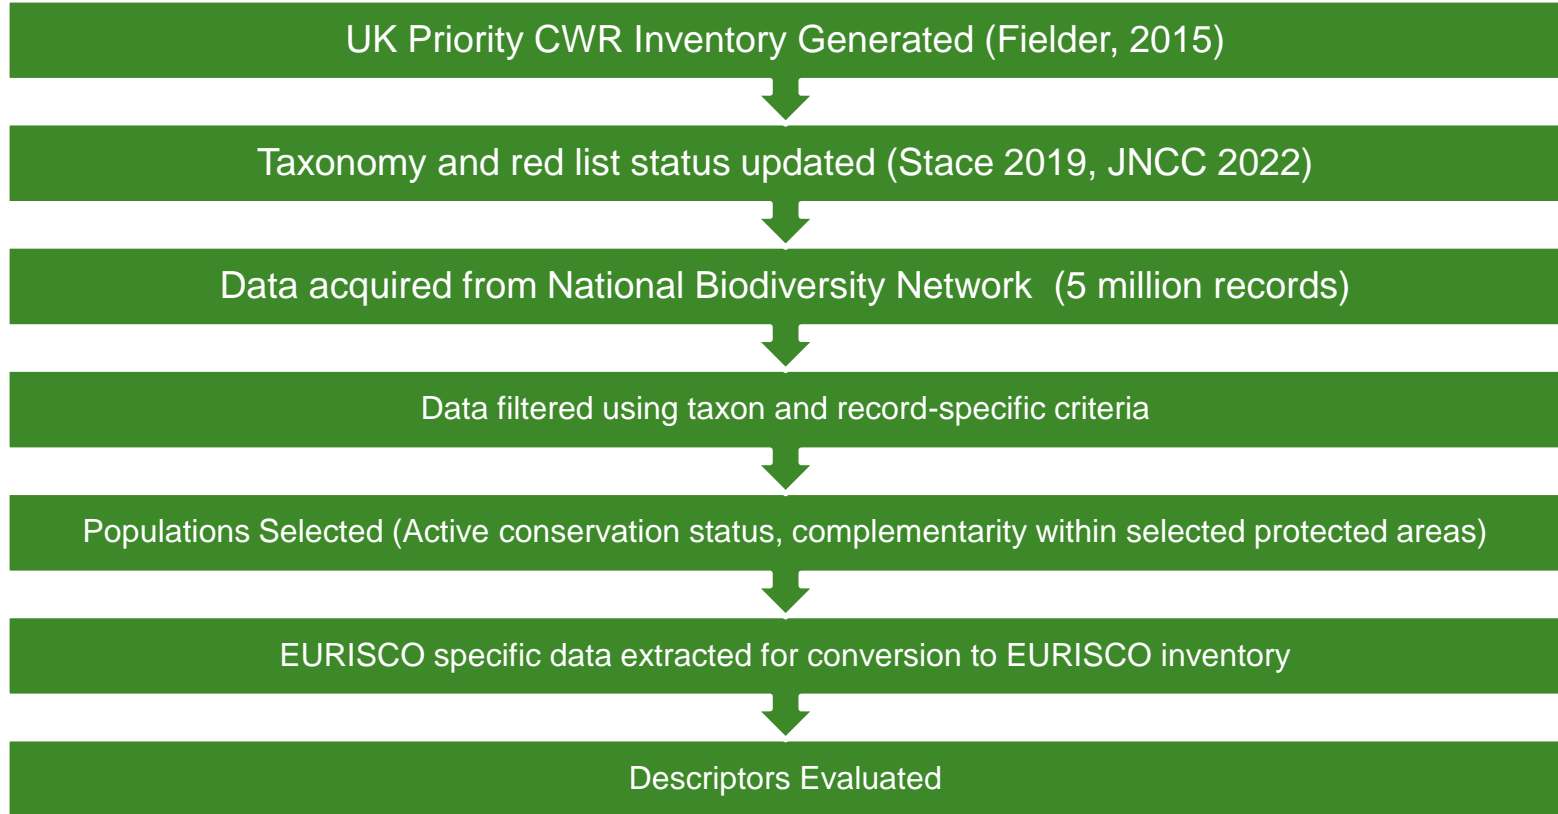 UK Priority CWR Inventory Generated (Fielder, 2015)
Taxonomy and red list status updated (Stace 2019, JNCC 2022)
Data acquired from National Biodiversity Network  (5 million records)
Data filtered using taxon and record-specific criteria
Populations Selected (Active conservation status, complementarity within selected protected areas)
EURISCO specific data extracted for conversion to EURISCO inventory
Descriptors Evaluated